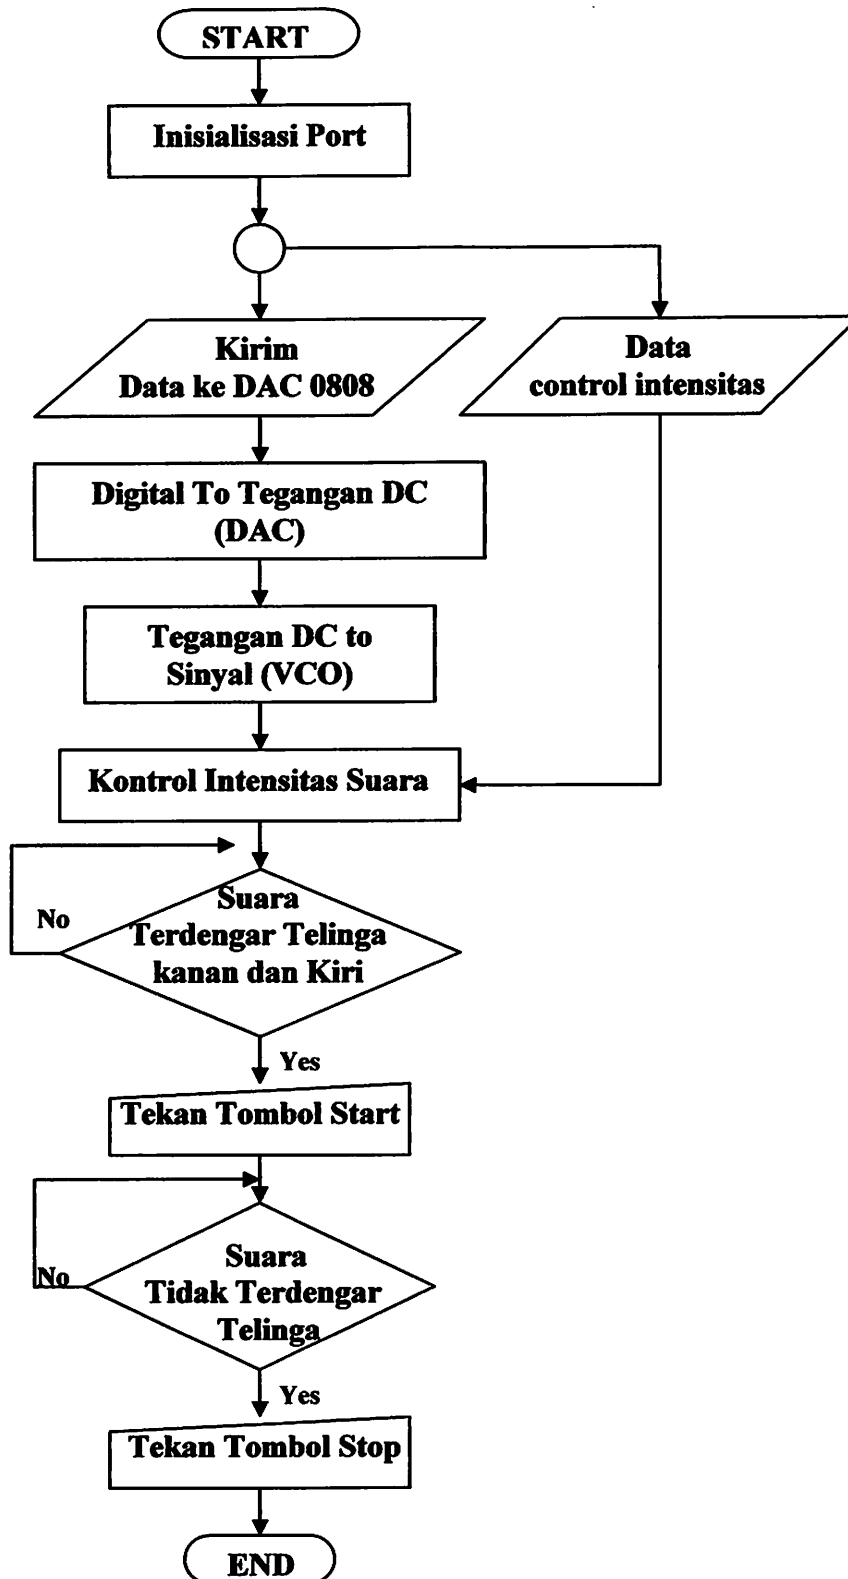 START
Inisialisasi Port
Kirim
Data ke DAC 0808
Data
control intensitas
Digital To Tegangan DC
(DAC)
Tegangan DC to
Sinyal (VCO)
Kontrol Intensitas Suara
No
Suara
Terdengar Telinga
kanan dan Kiri
Yes
Tekan Tombol Start
No
Suara
Tidak Terdengar
Telinga
Yes
Tekan Tombol Stop
END